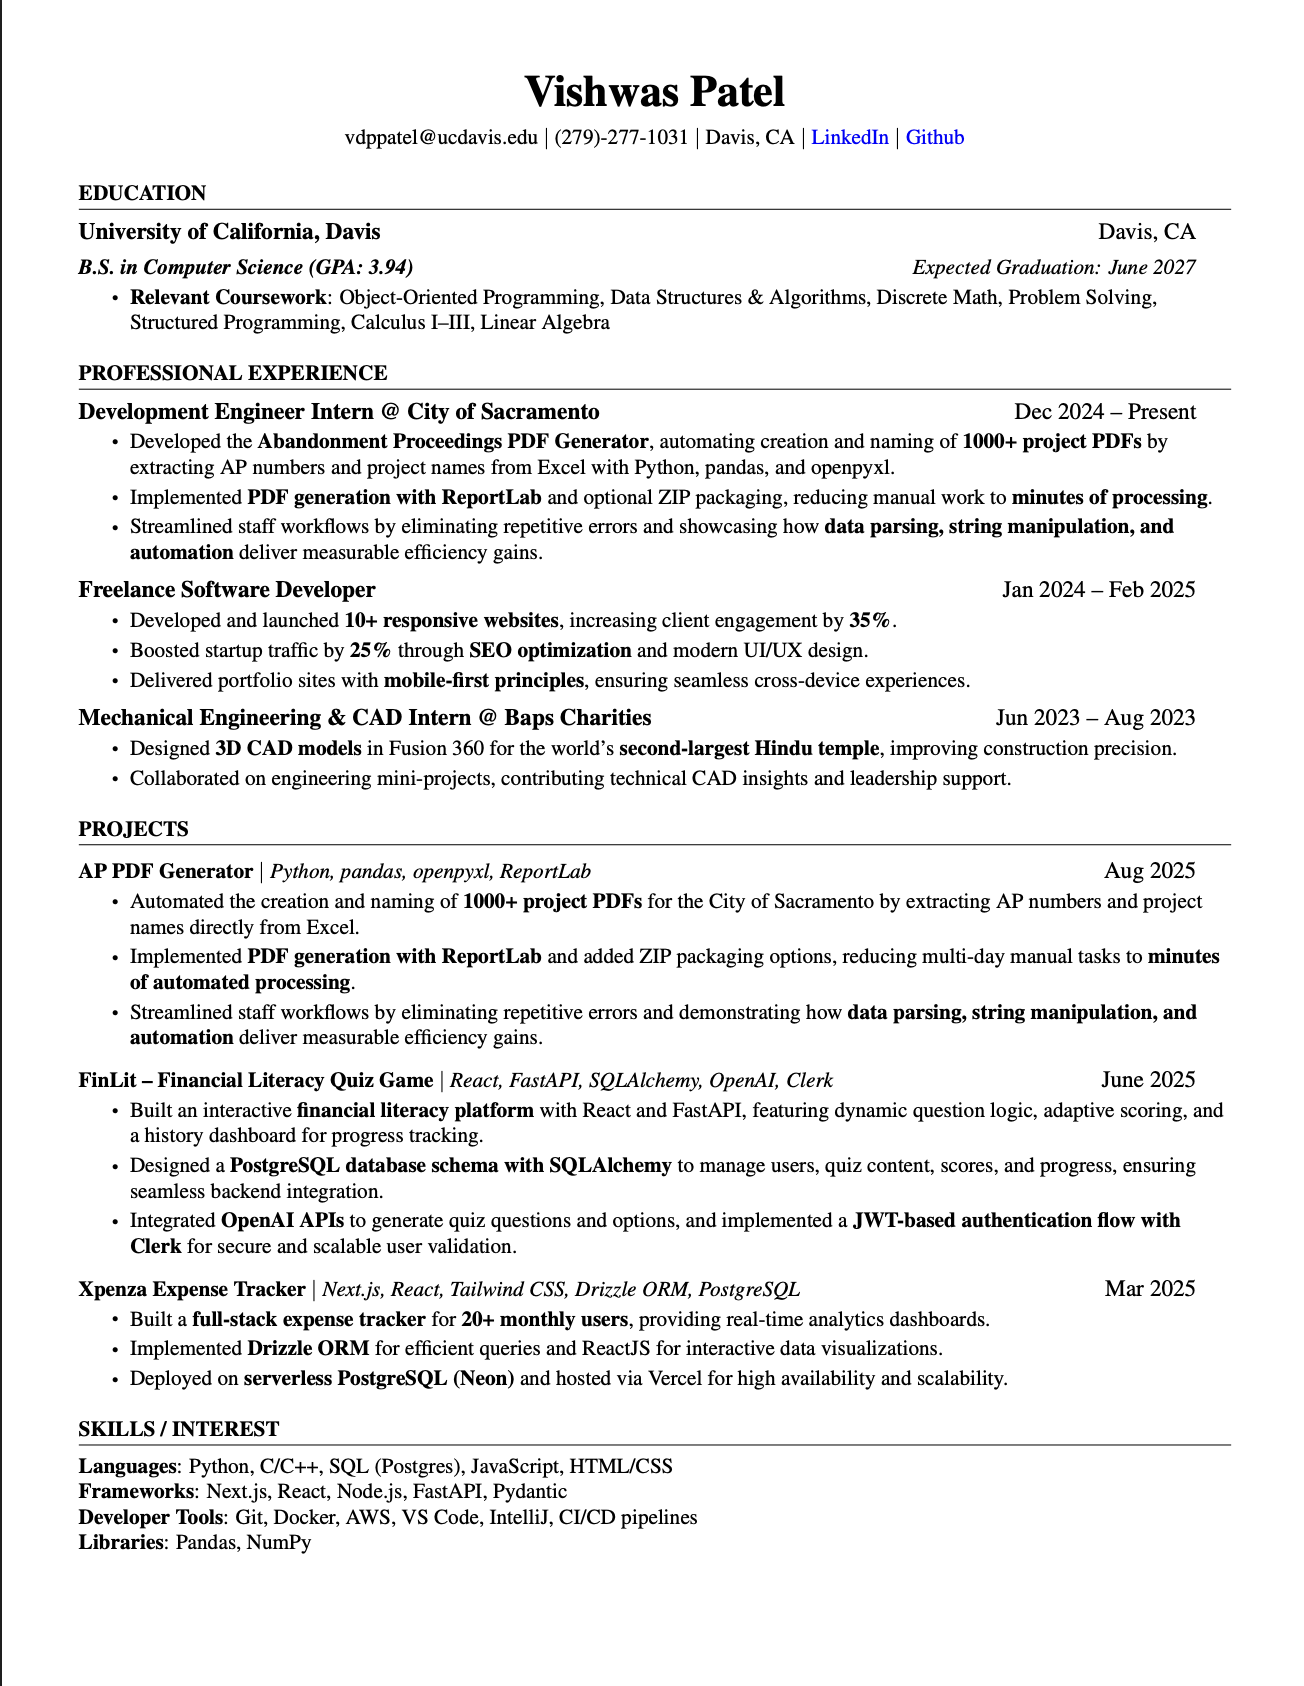 Vishwas Patel
vdppatel@ucdavis.edu | (279)-277-1031 | Davis, CA | LinkedIn | Github
EDUCATION
University of California, Davis Davis, CA
B.S. in Computer Science (GPA: 3.94) Expected Graduation: June 2027
• Relevant Coursework: Object-Oriented Programming, Data Structures & Algorithms, Discrete Math, Problem Solving,
Structured Programming, Calculus I–III, Linear Algebra
PROFESSIONAL EXPERIENCE
Development Engineer Intern @ City of Sacramento Dec 2024 – Present
• Developed the Abandonment Proceedings PDF Generator, automating creation and naming of 1000+ project PDFs by
extracting AP numbers and project names from Excel with Python, pandas, and openpyxl.
• Implemented PDF generation with ReportLab and optional ZIP packaging, reducing manual work to minutes of processing.
• Streamlined staff workflows by eliminating repetitive errors and showcasing how data parsing, string manipulation, and
automation deliver measurable efficiency gains.
Freelance Software Developer Jan 2024 – Feb 2025
• Developed and launched 10+ responsive websites, increasing client engagement by 35%.
• Boosted startup traffic by 25% through SEO optimization and modern UI/UX design.
• Delivered portfolio sites with mobile-first principles, ensuring seamless cross-device experiences.
Mechanical Engineering & CAD Intern @ Baps Charities Jun 2023 – Aug 2023
• Designed 3D CAD models in Fusion 360 for the world’s second-largest Hindu temple, improving construction precision.
• Collaborated on engineering mini-projects, contributing technical CAD insights and leadership support.
PROJECTS
AP PDF Generator | Python, pandas, openpyxl, ReportLab Aug 2025
• Automated the creation and naming of 1000+ project PDFs for the City of Sacramento by extracting AP numbers and project
names directly from Excel.
• Implemented PDF generation with ReportLab and added ZIP packaging options, reducing multi-day manual tasks to minutes
of automated processing.
• Streamlined staff workflows by eliminating repetitive errors and demonstrating how data parsing, string manipulation, and
automation deliver measurable efficiency gains.
FinLit – Financial Literacy Quiz Game | React, FastAPI, SQLAlchemy, OpenAI, Clerk June 2025
• Built an interactive financial literacy platform with React and FastAPI, featuring dynamic question logic, adaptive scoring, and
a history dashboard for progress tracking.
• Designed a PostgreSQL database schema with SQLAlchemy to manage users, quiz content, scores, and progress, ensuring
seamless backend integration.
• Integrated OpenAI APIs to generate quiz questions and options, and implemented a JWT-based authentication flow with
Clerk for secure and scalable user validation.
Xpenza Expense Tracker | Next.js, React, Tailwind CSS, Drizzle ORM, PostgreSQL Mar 2025
• Built a full-stack expense tracker for 20+ monthly users, providing real-time analytics dashboards.
• Implemented Drizzle ORM for efficient queries and ReactJS for interactive data visualizations.
• Deployed on serverless PostgreSQL (Neon) and hosted via Vercel for high availability and scalability.
SKILLS / INTEREST
Languages: Python, C/C++, SQL (Postgres), JavaScript, HTML/CSS
Frameworks: Next.js, React, Node.js, FastAPI, Pydantic
Developer Tools: Git, Docker, AWS, VS Code, IntelliJ, CI/CD pipelines
Libraries: Pandas, NumPy